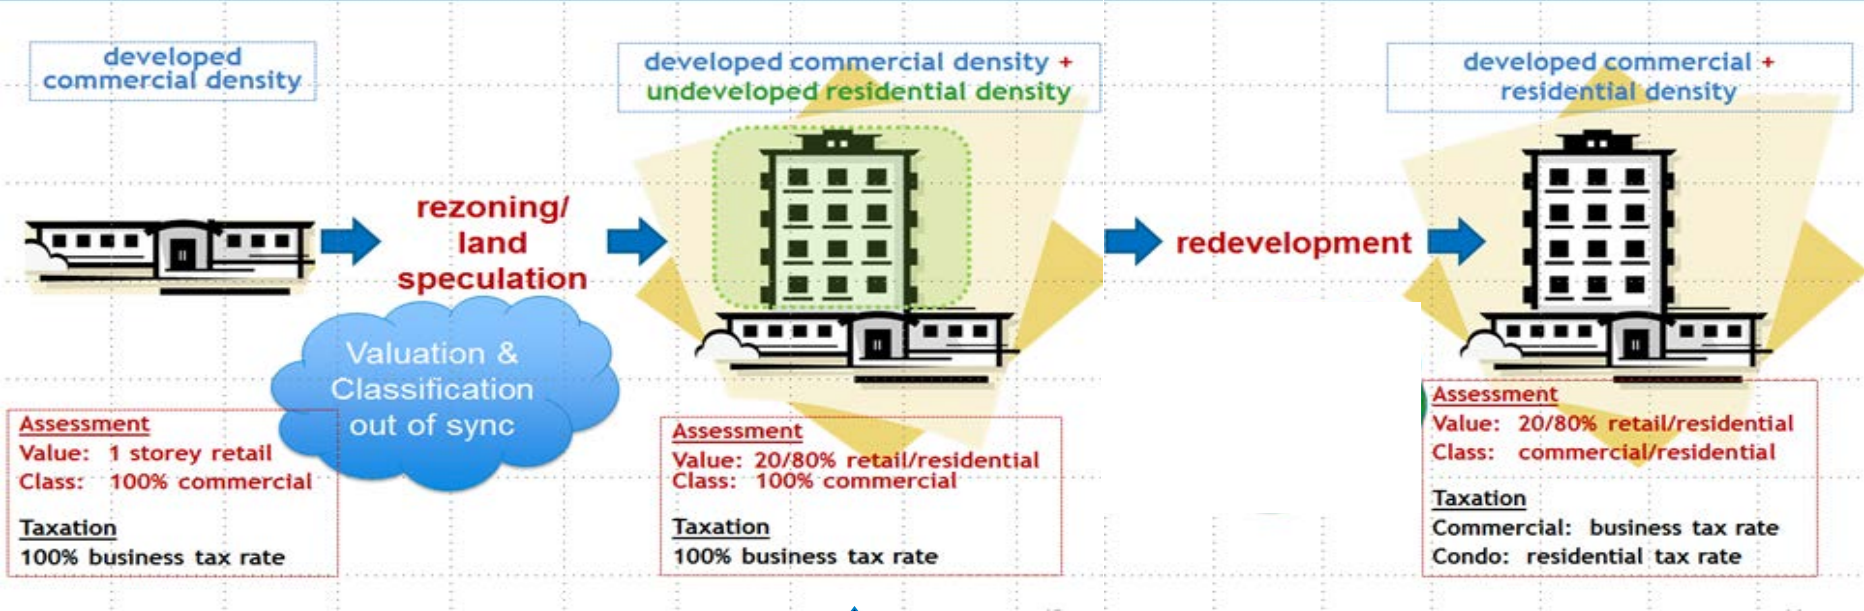 developed
commercial density
rezoning/
land
speculation
Valuation &
Classification
out of sync
Assessment
Value: 1 storey retail
Class: 100% commercial
Taxation
100% business tax rate
developed commercial density +
undeveloped residential density
Assessment
Value: 20/80% retail/residential
Class: 100% commercial
Taxation
100% business tax rate
redevelopment
developed commercial +
residential density
Assessment
Value: 20/80% retail/residential
Class: commercial/residential
Taxation
Commercial: business tax rate
Condo: residential tax rate